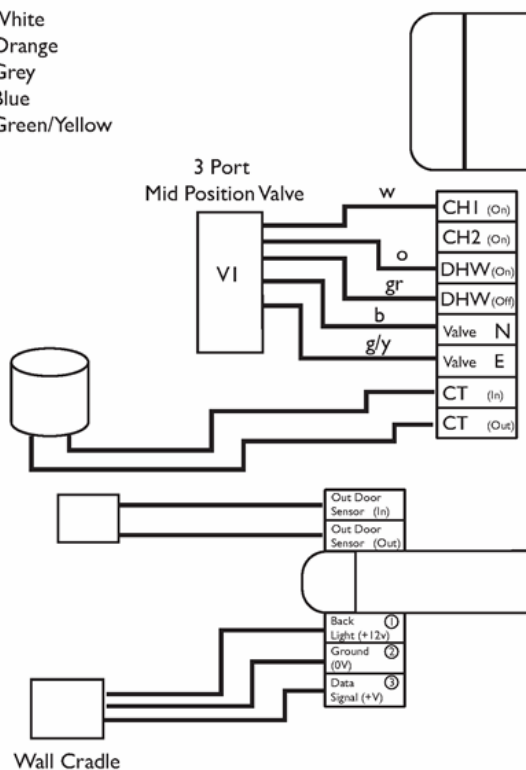 White
Orange
Grey
Blue
Green/Yellow
3 Port
Mid Position Valve
V1
w
o
gr
b
g/y
CH1 (On)
CH2 (On)
DHW (On)
DHW (Off)
Valve N
Valve E
CT (In)
CT (Out)
Out Door
Sensor (In)
Out Door
Sensor (Out)
Back 1
Light (+12v)
Ground 2
(0V)
Data 3
Signal (+V)
Wall Cradle